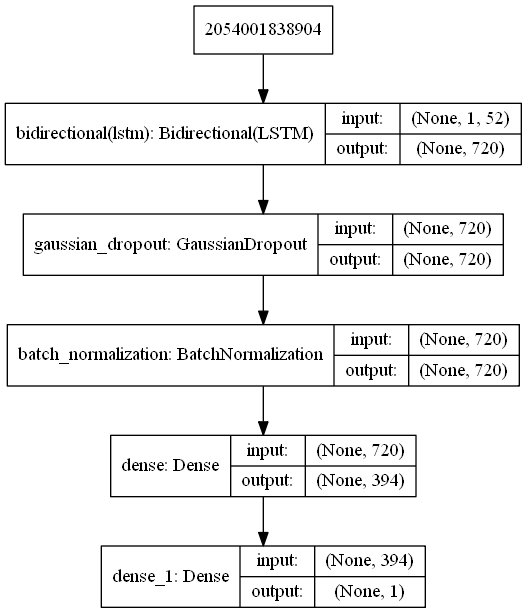 2054001838904
bidirectional(lstm): Bidirectional(LSTM)
input: (None, 1, 52)
output: (None, 720)
gaussian_dropout: GaussianDropout
input: (None, 720)
output: (None, 720)
batch_normalization: BatchNormalization
input: (None, 720)
output: (None, 720)
dense: Dense
input: (None, 720)
output: (None, 394)
dense_1: Dense
input: (None, 394)
output: (None, 1)